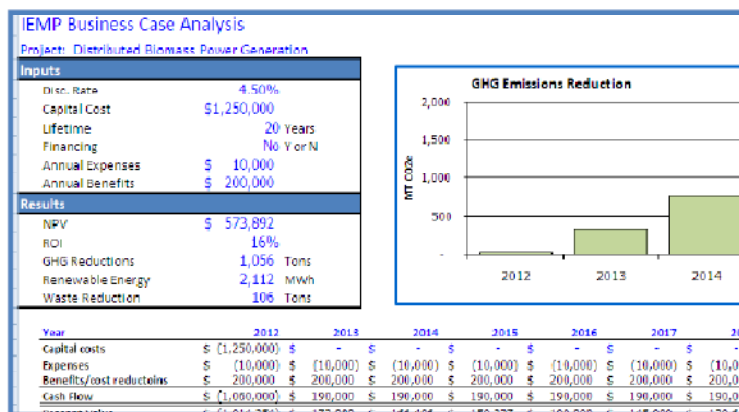 IEMP Business Case Analysis
Project: Distributed Biomass Power Generation
Inputs
Disc. Rate 4.50%
Capital Cost $1,250,000
Lifetime 20 Years
Financing No Y or N
Annual Expenses $ 10,000
Annual Benefits $ 200,000
Results
NPV $ 573,892
ROI 16%
GHG Reductions 1,056 Tons
Renewable Energy 2,112 MWh
Waste Reduction 106 Tons
GHG Emissions Reduction
2,000
1,500
1,000
500
-
MT CO2e
2012 2013 2014
Year 2012 2013 2014 2015 2016 2017
Capital costs $ (1,250,000) $ - $ - $ - $ - $ - $
Expenses $ (10,000) $ (10,000) $ (10,000) $ (10,000) $ (10,000) $ (10,000) $ (10,0
Benefits/cost reductoins $ 200,000 $ 200,000 $ 200,000 $ 200,000 $ 200,000 $ 200,000 $ 200,
Cash Flow $ (1,060,000) $ 190,000 $ 190,000 $ 190,000 $ 190,000 $ 190,000 $ 190,